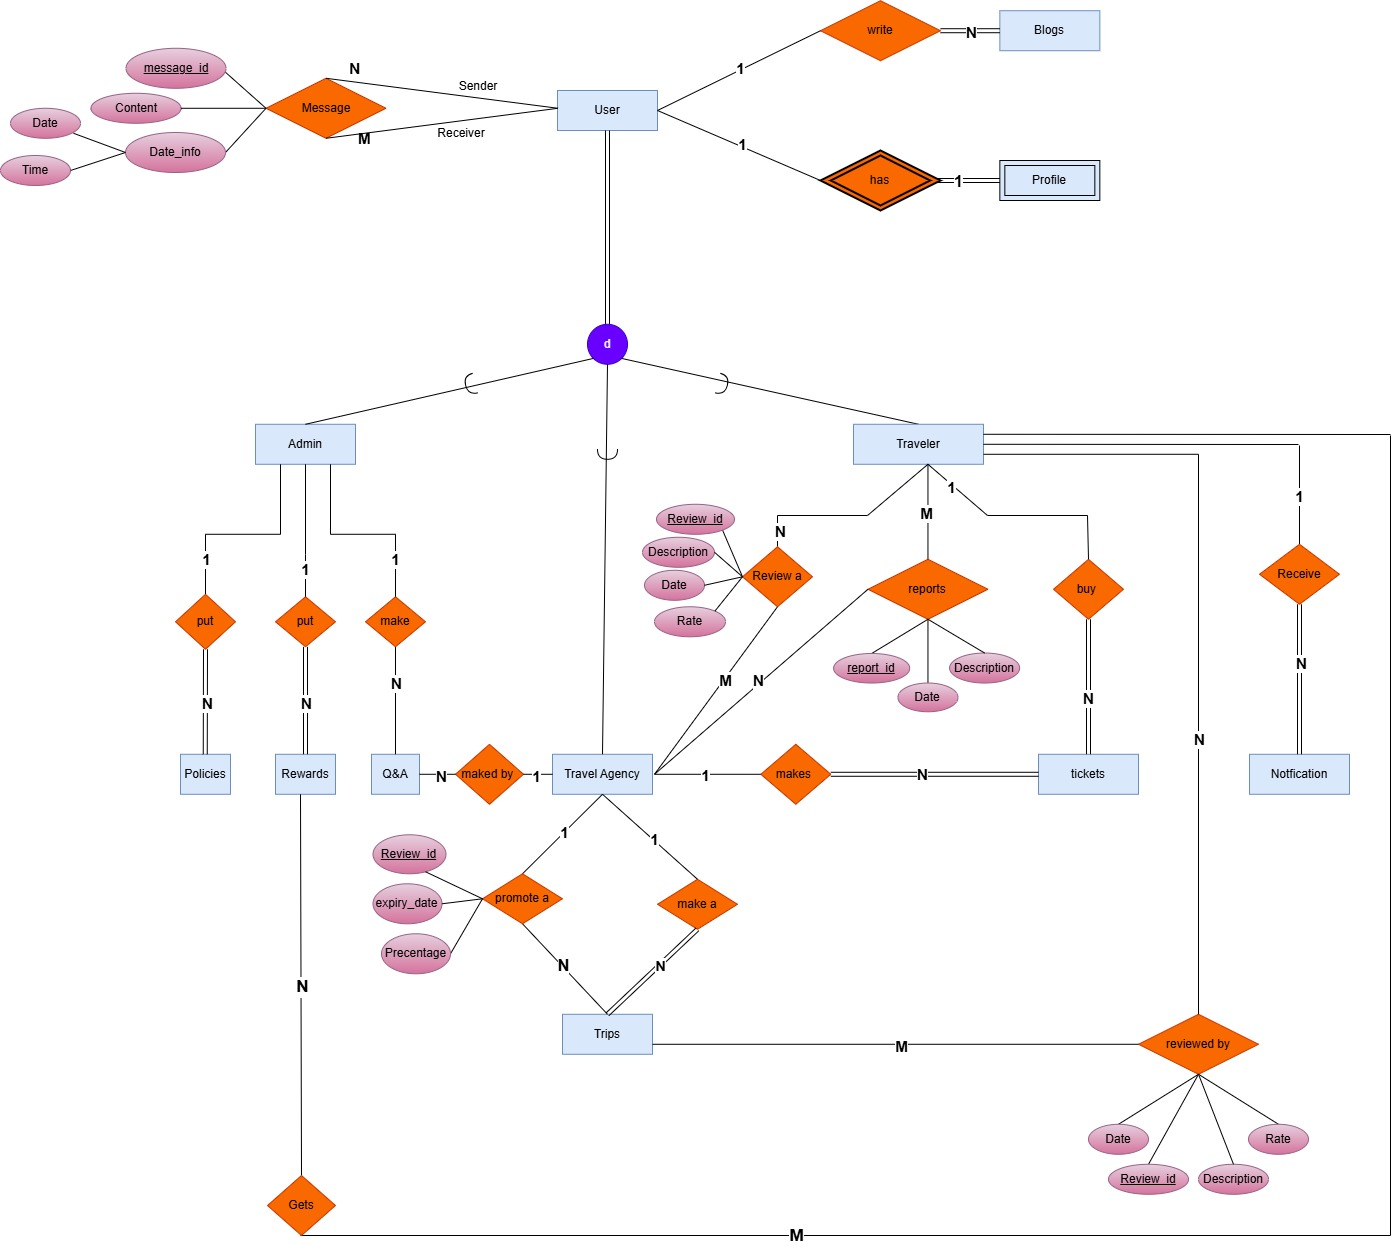 write
N
Blogs
message_id
N
Sender
1
Content
Message
User
Date
Receiver
M
Date_info
1
Time
has
1
Profile
d
Admin
Traveler
1
M
1
Review_id
N
Description
1
1
1
Review a
Receive
Date
reports
buy
Rate
put
put
make
N
report_id
Description
N
M
N
Date
N
N
N
N
Policies
Rewards
Q&A
N
maked by
1
Travel Agency
1
makes
N
tickets
Notfication
1
1
Review_id
expiry_date
promote a
make a
Precentage
N
N
N
Trips
M
reviewed by
Date
Rate
Review_id
Description
Gets
M